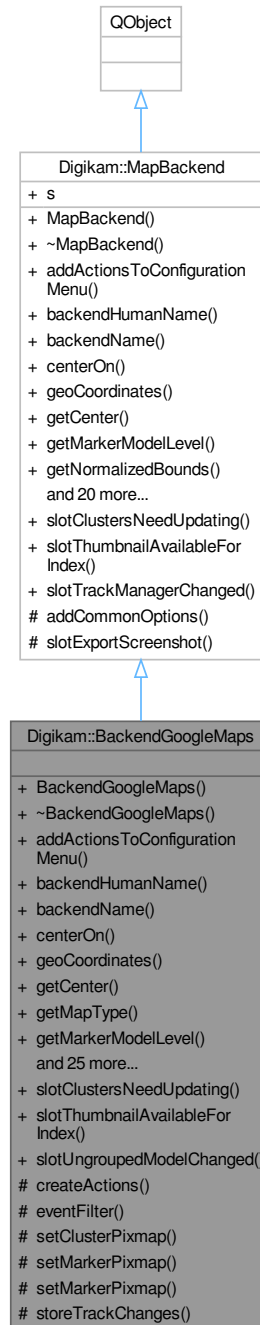 QObject
Digikam::MapBackend
+ s
+ MapBackend()
+ ~MapBackend()
+ addActionsToConfiguration
Menu()
+ backendHumanName()
+ backendName()
+ centerOn()
+ geoCoordinates()
+ getCenter()
+ getMarkerModelLevel()
+ getNormalizedBounds()
and 20 more...
+ slotClustersNeedUpdating()
+ slotThumbnailAvailableFor
Index()
+ slotTrackManagerChanged()
# addCommonOptions()
# slotExportScreenshot()
Digikam::BackendGoogleMaps
+ BackendGoogleMaps()
+ ~BackendGoogleMaps()
+ addActionsToConfiguration
Menu()
+ backendHumanName()
+ backendName()
+ centerOn()
+ geoCoordinates()
+ getCenter()
+ getMapType()
+ getMarkerModelLevel()
and 25 more...
+ slotClustersNeedUpdating()
+ slotThumbnailAvailableFor
Index()
+ slotUngroupedModelChanged()
# createActions()
# eventFilter()
# setClusterPixmap()
# setMarkerPixmap()
# setMarkerPixmap()
# storeTrackChanges()